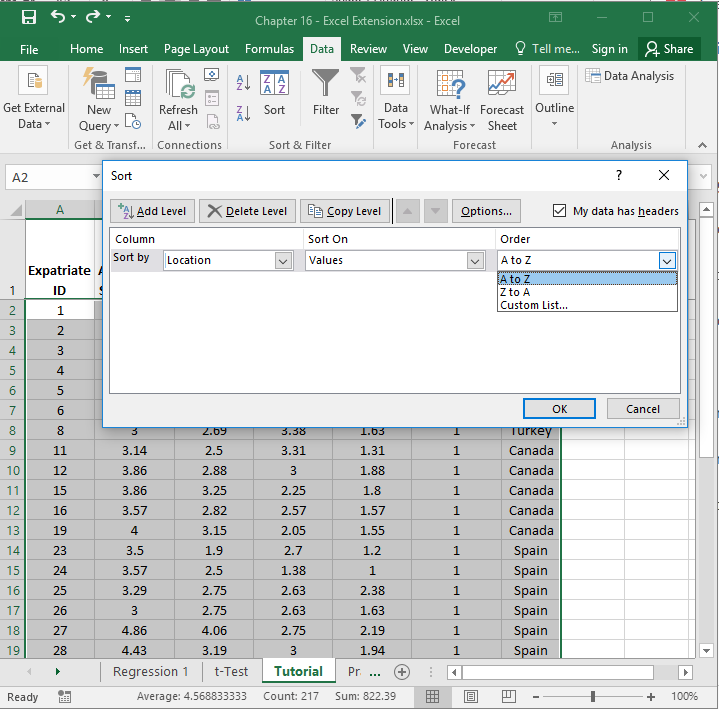 Chapter 16 - Excel Extension.xlsx - Excel
File Home Insert Page Layout Formulas Data Review View Developer Tell me... Sign in Share
Get External Data
New Query
Refresh All
Sort
Filter
Data Tools
What-If Analysis
Forecast Sheet
Outline
Data Analysis
Get & Transf... Connections Sort & Filter Forecast Analysis
A2
Sort ?
Add Level Delete Level Copy Level Options... My data has headers
Column Sort On Order
Sort by Location Values A to Z
A to Z
Z to A
Custom List...
OK Cancel
A
1 Expatriate ID
2 1
3 2
4 3
5 4
6 5
7 6
8 8 3 2.69 3.38 1.63 1 Turkey
9 11 3.14 2.5 3.31 1.31 1 Canada
10 12 3.86 2.88 3 1.88 1 Canada
11 15 3.86 3.25 2.25 1.8 1 Canada
12 16 3.57 2.82 2.57 1.57 1 Canada
13 19 4 3.15 2.05 1.55 1 Canada
14 23 3.5 1.9 2.7 1.2 1 Spain
15 24 3.57 2.5 1.38 1 1 Spain
16 25 3.29 2.75 2.63 2.38 1 Spain
17 26 3 2.75 2.63 1.63 1 Spain
18 27 4.86 4.06 2.75 2.19 1 Spain
19 28 4.43 3.19 3 1.94 1 Spain
Regression 1 t-Test Tutorial Pr ...
Ready Average: 4.568833333 Count: 217 Sum: 822.39 100%